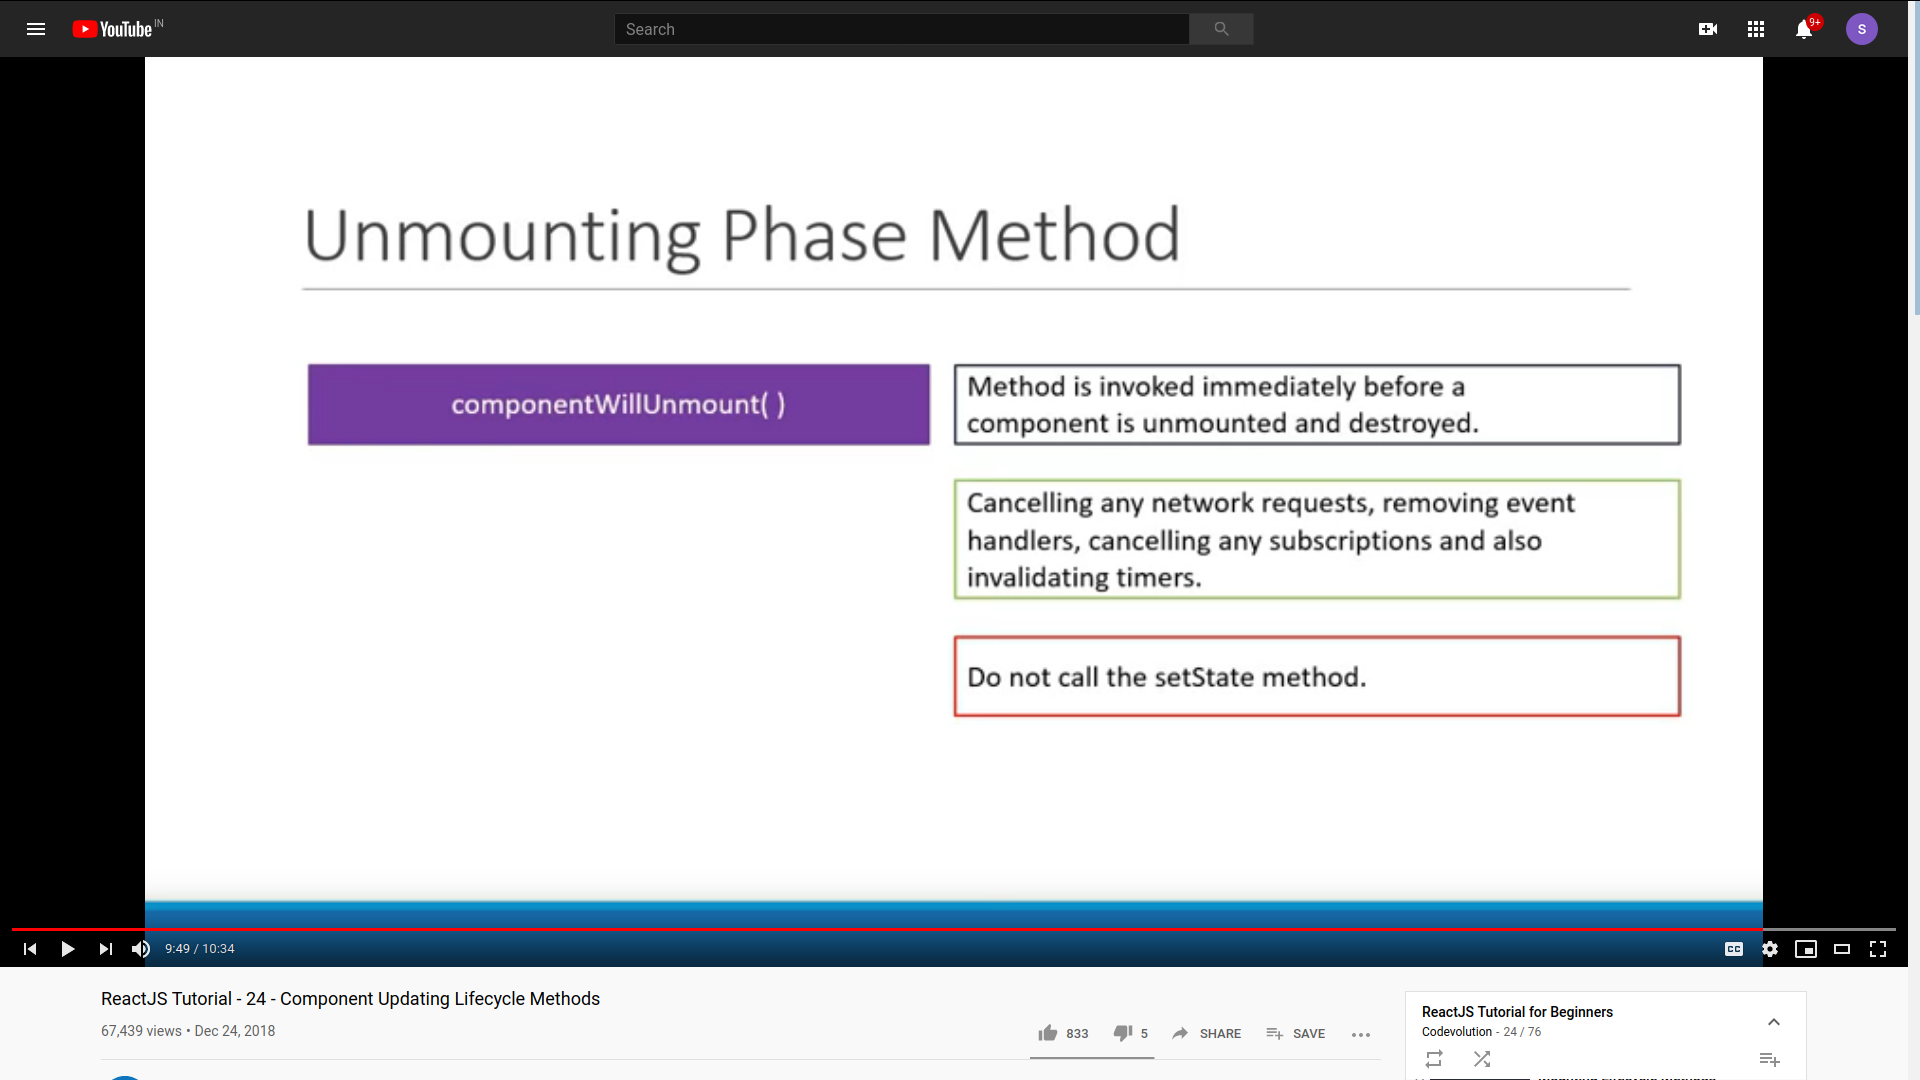 YouTube IN
Search
9+
S
Unmounting Phase Method
componentWillUnmount( )
Method is invoked immediately before a
component is unmounted and destroyed.
Cancelling any network requests, removing event
handlers, cancelling any subscriptions and also
invalidating timers.
Do not call the setState method.
9:49 / 10:34
CC
ReactJS Tutorial - 24 - Component Updating Lifecycle Methods
67,439 views • Dec 24, 2018
833
5
SHARE
SAVE
ReactJS Tutorial for Beginners
Codevolution - 24 / 76